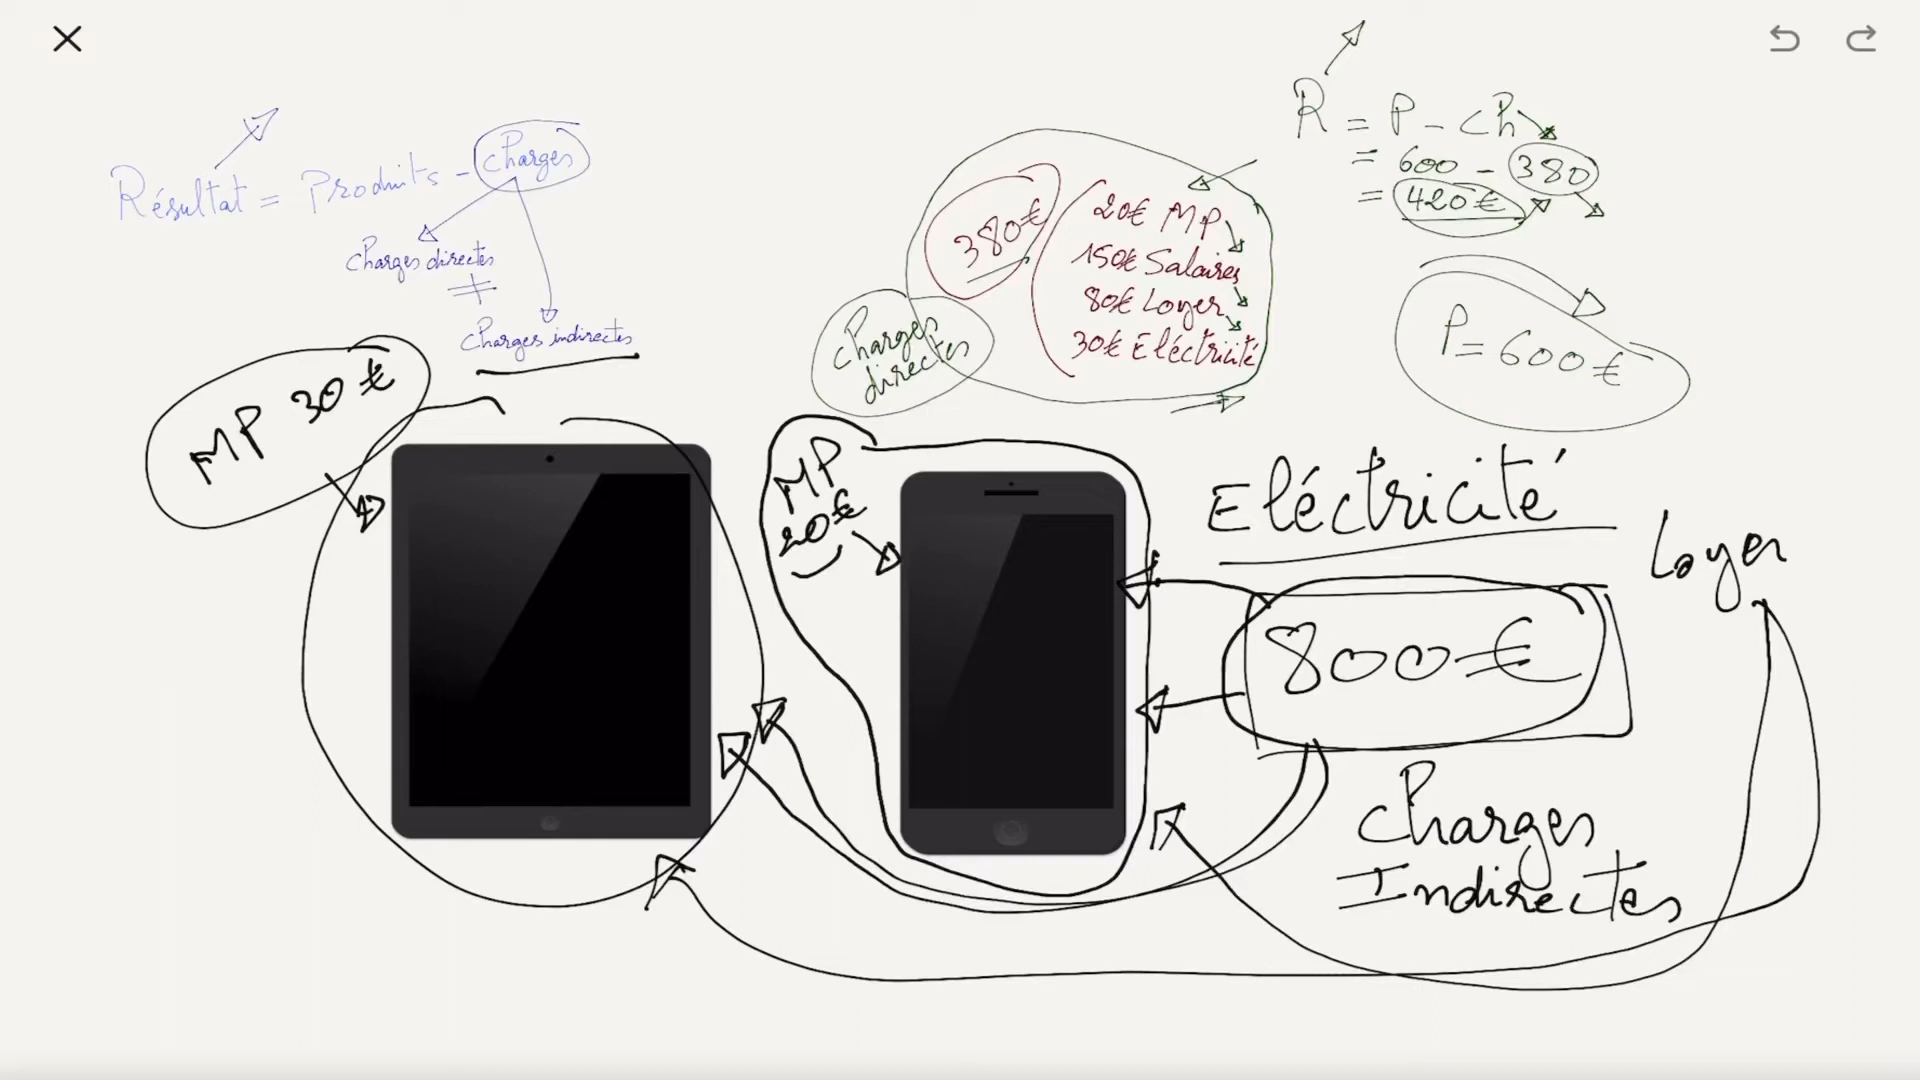 Résultat = Produits - Charges
Charges directes
≠
Charges indirectes
R = P - Ch
= 600 - 380
= 420€
380€
20€ MP
150€ Salaires
80€ Loyer
30€ Eléctricité
Charges
directes
P = 600 €
MP 30 €
MP
20€
Eléctricité
Loyer
800 €
Charges
Indirectes